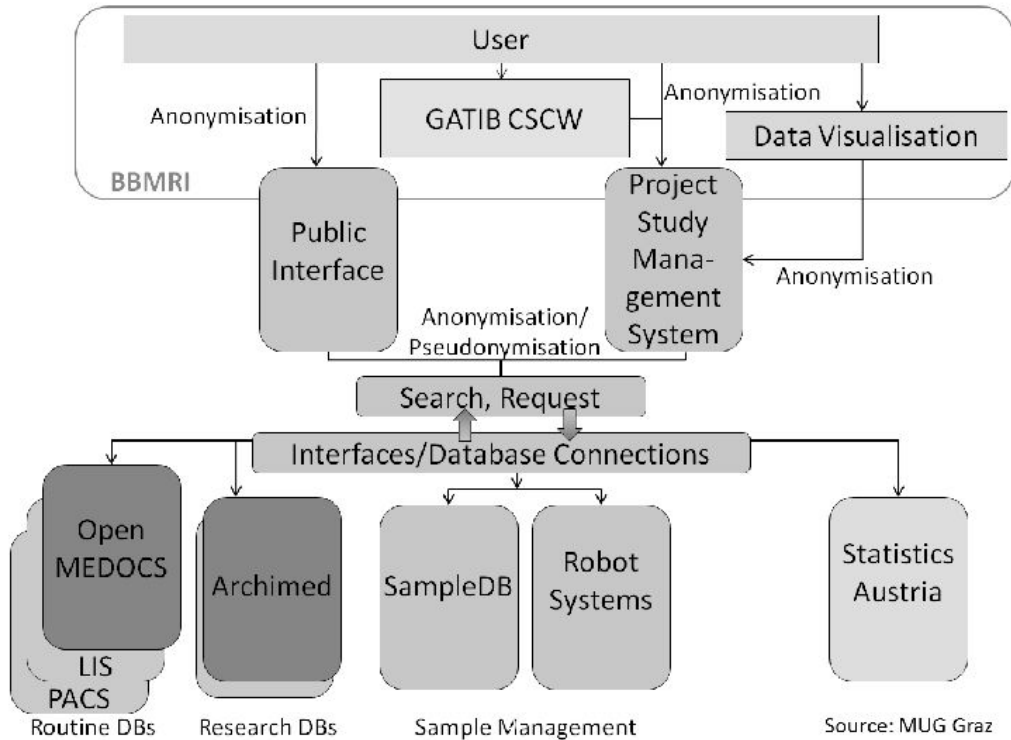 User
Anonymisation
GATIB CSCW
Anonymisation
Data Visualisation
BBMRI
Public
Interface
Project
Study
Mana-
gement
System
Anonymisation
Anonymisation/
Pseudonymisation
Search, Request
Interfaces/Database Connections
Open
MEDOCS
LIS
PACS
Archimed
SampleDB
Robot
Systems
Statistics
Austria
Routine DBs
Research DBs
Sample Management
Source: MUG Graz